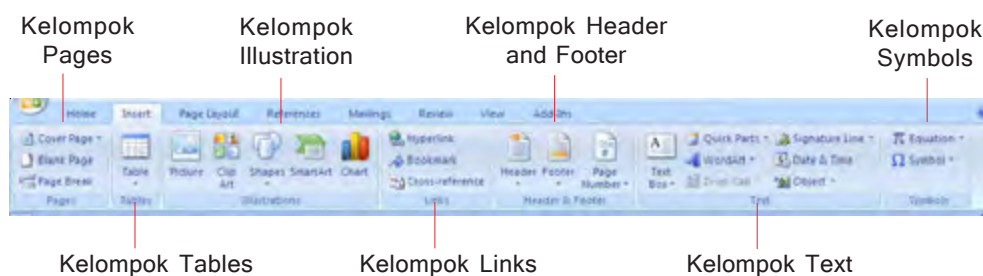 Kelompok Pages
Kelompok Illustration
Kelompok Header and Footer
Kelompok Symbols
Home Insert Page Layout References Mailings Review View Add-Ins
Cover Page
Blank Page
Page Break
Pages
Table
Tables
Picture
Clip Art
Shapes
SmartArt
Chart
Illustrations
Hyperlink
Bookmark
Cross-reference
Links
Header
Footer
Page Number
Header & Footer
Text Box
Quick Parts
WordArt
Drop Cap
Signature Line
Date & Time
Object
Text
π Equation
Ω Symbol
Symbols
Kelompok Tables
Kelompok Links
Kelompok Text